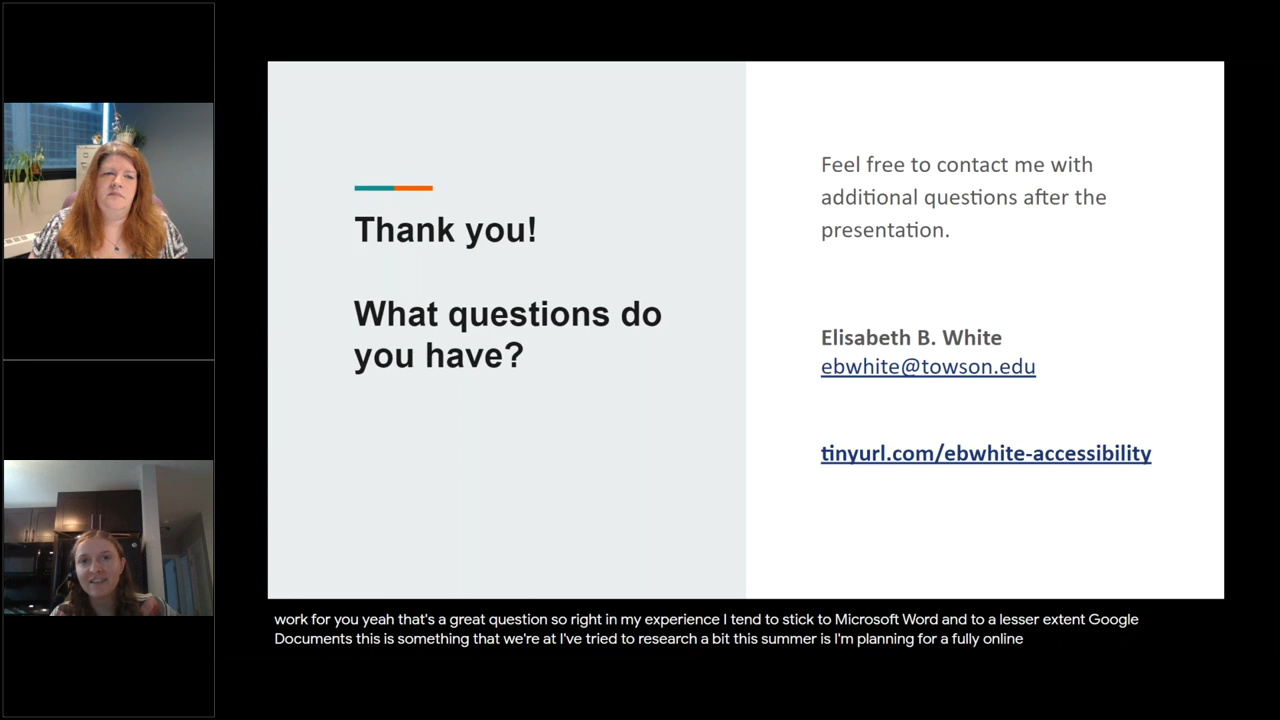 Thank you!
What questions do
you have?
Feel free to contact me with
additional questions after the
presentation.
Elisabeth B. White
ebwhite@towson.edu
tinyurl.com/ebwhite-accessibility
work for you yeah that's a great question so right in my experience I tend to stick to Microsoft Word and to a lesser extent Google
Documents this is something that we're at I've tried to research a bit this summer is I'm planning for a fully online